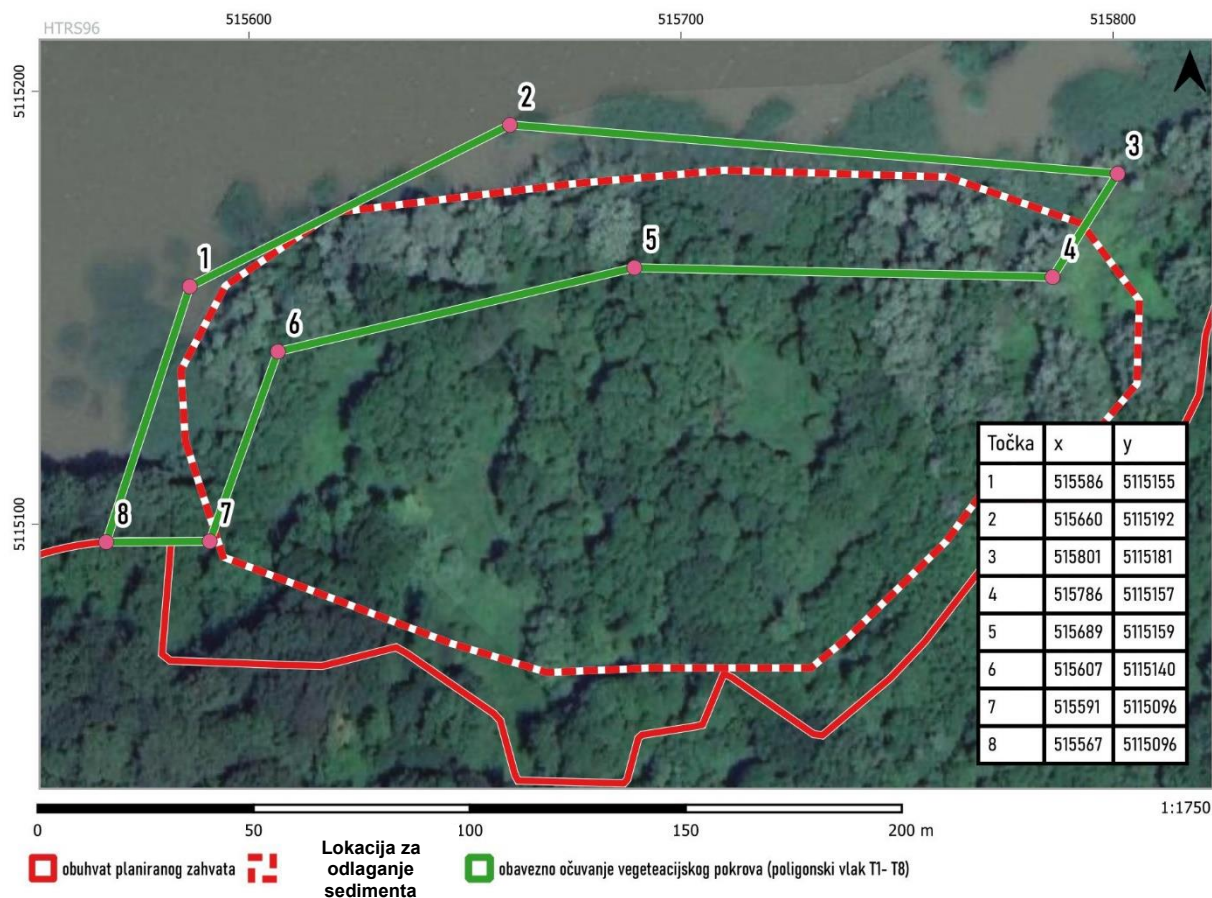 HTRS96
515600
515700
515800
5115200
5115100
1
2
3
4
5
6
7
8
Točka x y
1 515586 5115155
2 515660 5115192
3 515801 5115181
4 515786 5115157
5 515689 5115159
6 515607 5115140
7 515591 5115096
8 515567 5115096
0 50 100 150 200 m
1:1750
obuhvat planiranog zahvata
Lokacija za
odlaganje
sedimenta
obavezno očuvanje vegeteacijskog pokrova (poligonski vlak T1- T8)